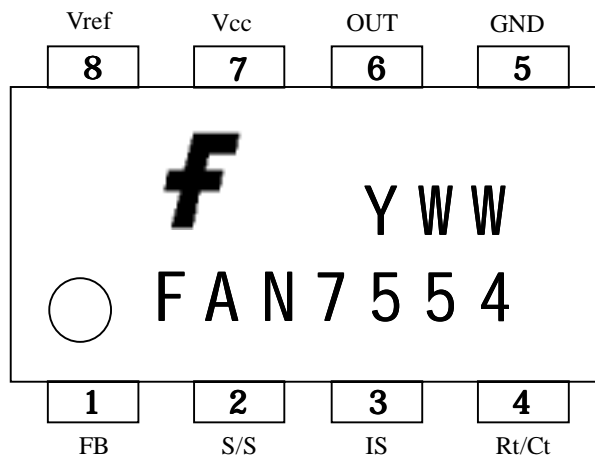 Vref Vcc OUT GND
8 7 6 5
f YWW
FAN7554
1 2 3 4
FB S/S IS Rt/Ct